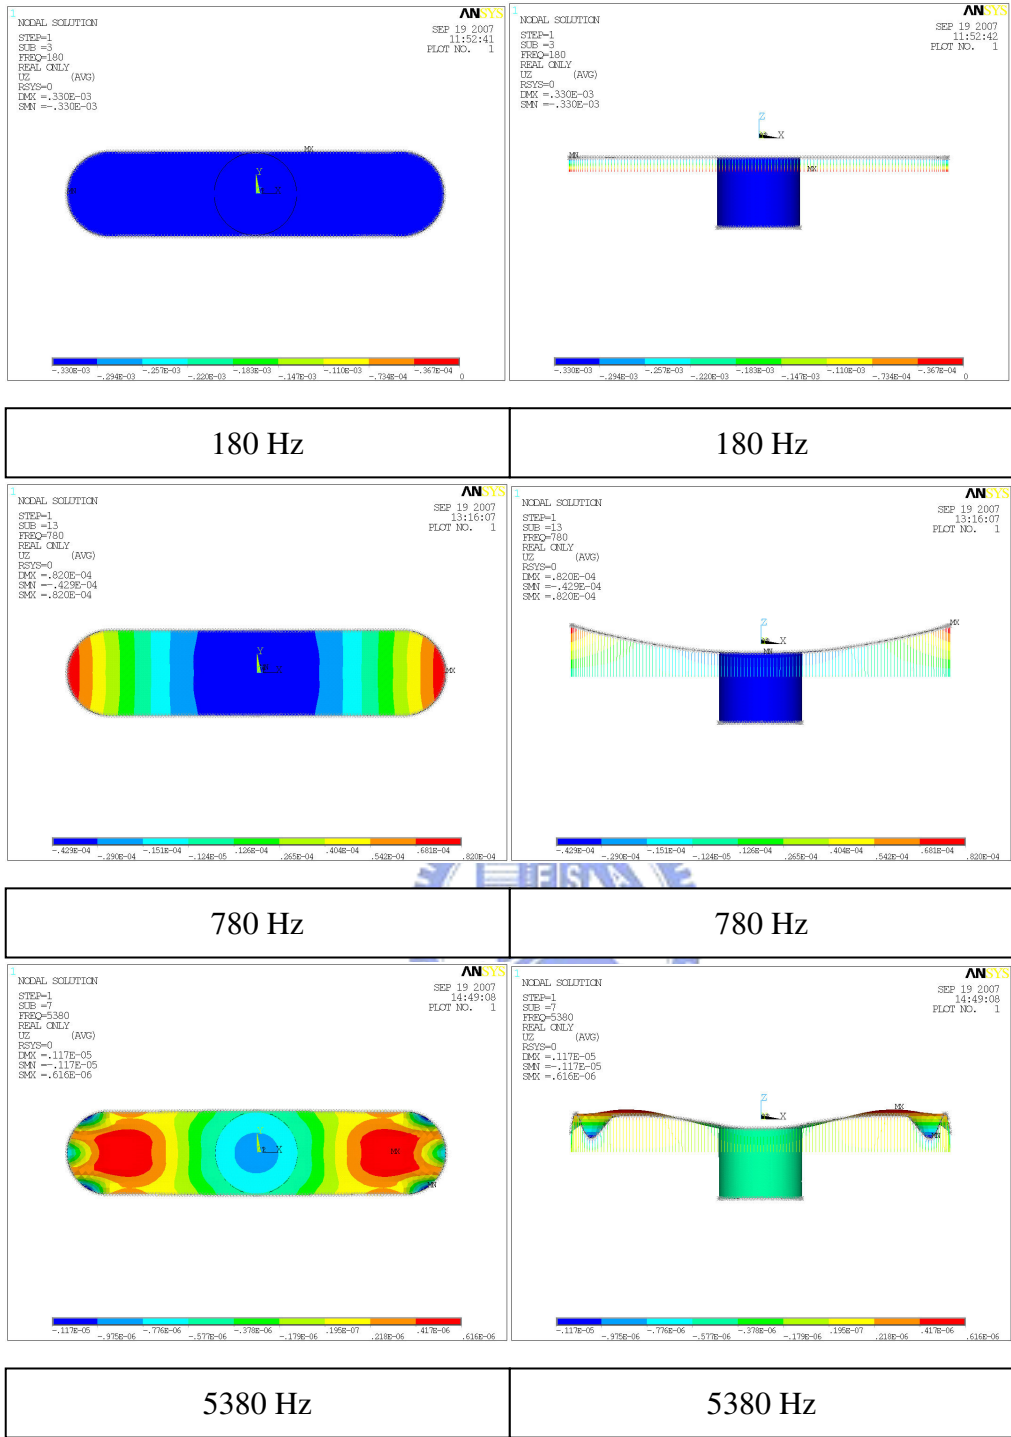 1
NODAL SOLUTION
STEP=1
SUB =3
FREQ=180
REAL ONLY
UZ (AVG)
RSYS=0
DMX =.330E-03
SMN =-.330E-03
ANSYS
SEP 19 2007
11:52:41
PLOT NO. 1
MX
Y
X
MN
-.330E-03 -.294E-03 -.257E-03 -.220E-03 -.183E-03 -.147E-03 -.110E-03 -.734E-04 -.367E-04 0
1
NODAL SOLUTION
STEP=1
SUB =3
FREQ=180
REAL ONLY
UZ (AVG)
RSYS=0
DMX =.330E-03
SMN =-.330E-03
ANSYS
SEP 19 2007
11:52:42
PLOT NO. 1
Z
X
MN
MX
-.330E-03 -.294E-03 -.257E-03 -.220E-03 -.183E-03 -.147E-03 -.110E-03 -.734E-04 -.367E-04 0
180 Hz
180 Hz
1
NODAL SOLUTION
STEP=1
SUB =13
FREQ=780
REAL ONLY
UZ (AVG)
RSYS=0
DMX =.820E-04
SMN =-.429E-04
SMX =.820E-04
ANSYS
SEP 19 2007
13:16:07
PLOT NO. 1
Y
X
MX
-.429E-04 -.290E-04 -.151E-04 -.124E-05 .126E-04 .265E-04 .404E-04 .542E-04 .681E-04 .820E-04
1
NODAL SOLUTION
STEP=1
SUB =13
FREQ=780
REAL ONLY
UZ (AVG)
RSYS=0
DMX =.820E-04
SMN =-.429E-04
SMX =.820E-04
ANSYS
SEP 19 2007
13:16:07
PLOT NO. 1
Z
X
MX
MN
-.429E-04 -.290E-04 -.151E-04 -.124E-05 .126E-04 .265E-04 .404E-04 .542E-04 .681E-04 .820E-04
780 Hz
780 Hz
1
NODAL SOLUTION
STEP=1
SUB =7
FREQ=5380
REAL ONLY
UZ (AVG)
RSYS=0
DMX =.117E-05
SMN =-.117E-05
SMX =.616E-06
ANSYS
SEP 19 2007
14:49:08
PLOT NO. 1
Y
X
MX
MN
-.117E-05 -.975E-06 -.776E-06 -.577E-06 -.378E-06 -.179E-06 .195E-07 .218E-06 .417E-06 .616E-06
1
NODAL SOLUTION
STEP=1
SUB =7
FREQ=5380
REAL ONLY
UZ (AVG)
RSYS=0
DMX =.117E-05
SMN =-.117E-05
SMX =.616E-06
ANSYS
SEP 19 2007
14:49:08
PLOT NO. 1
Z
X
MX
MN
-.117E-05 -.975E-06 -.776E-06 -.577E-06 -.378E-06 -.179E-06 .195E-07 .218E-06 .417E-06 .616E-06
5380 Hz
5380 Hz